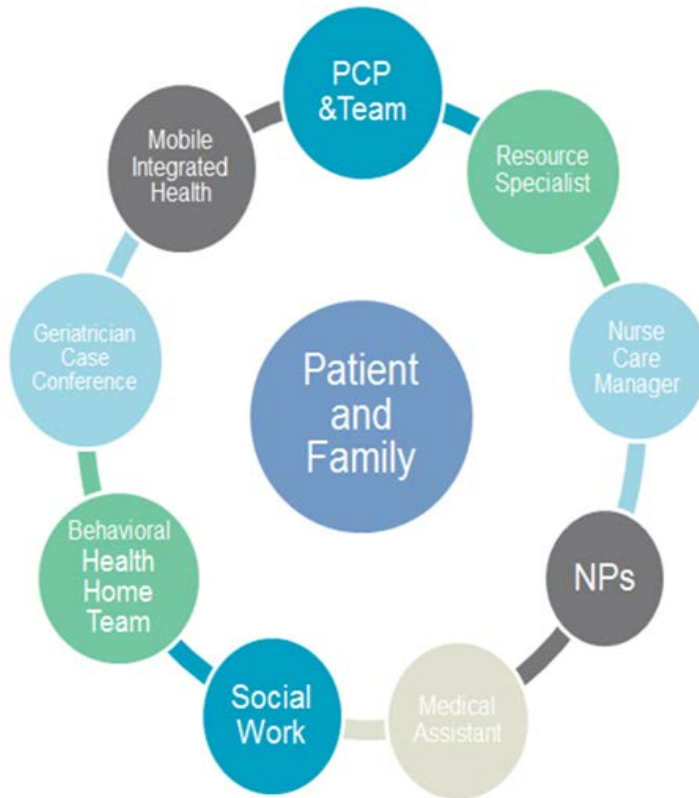 PCP
&Team
Resource
Specialist
Nurse
Care
Manager
NPs
Medical
Assistant
Social
Work
Behavioral
Health
Home
Team
Geriatrician
Case
Conference
Mobile
Integrated
Health
Patient
and
Family